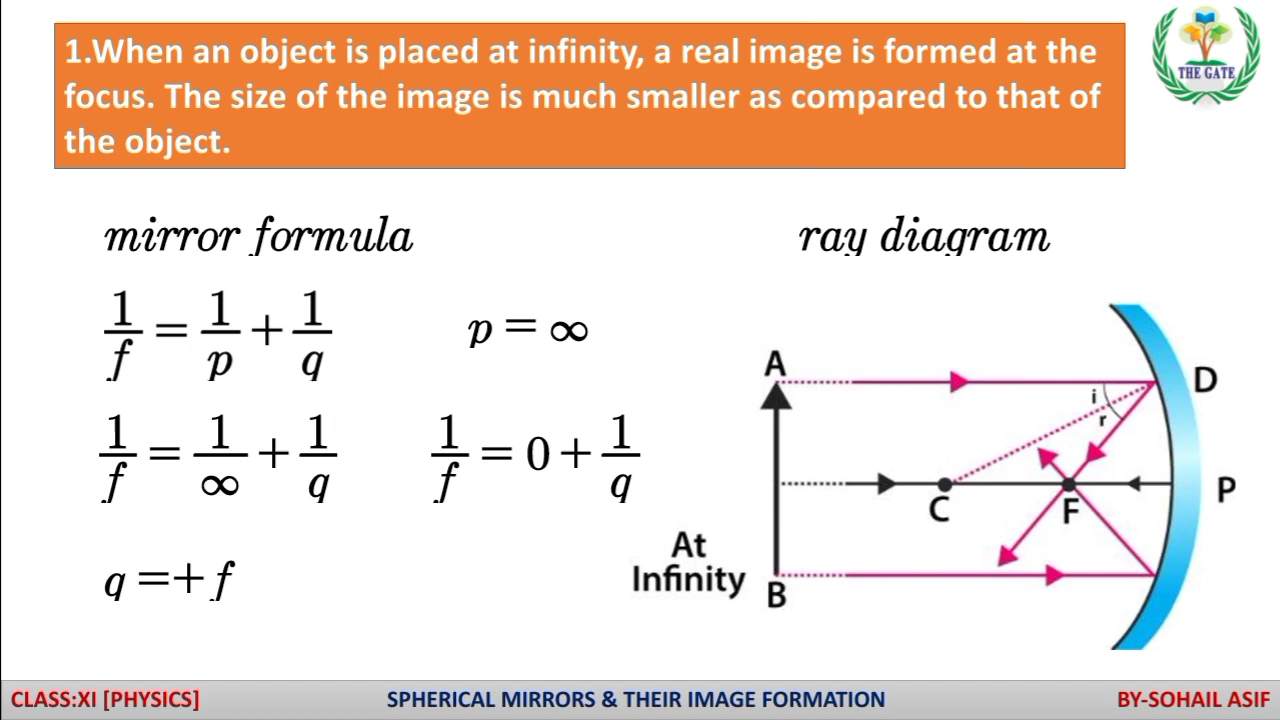 1.When an object is placed at infinity, a real image is formed at the
focus. The size of the image is much smaller as compared to that of
the object.
THE GATE
mirror formula
ray diagram
1/f = 1/p + 1/q
p = ∞
1/f = 1/∞ + 1/q
1/f = 0 + 1/q
q = + f
A
D
i
r
C
F
P
At
Infinity
B
CLASS:XI [PHYSICS]
SPHERICAL MIRRORS & THEIR IMAGE FORMATION
BY-SOHAIL ASIF